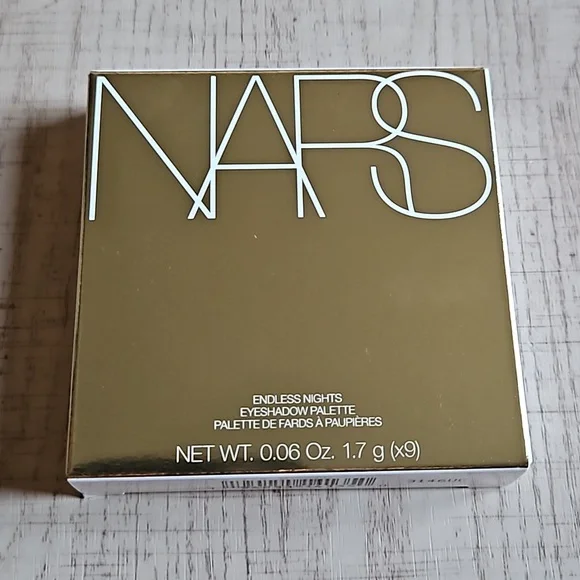 NARS
ENDLESS NIGHTS
EYESHADOW PALETTE
PALETTE DE FARDS À PAUPIÈRES
NET WT. 0.06 Oz. 1.7 g (x9)